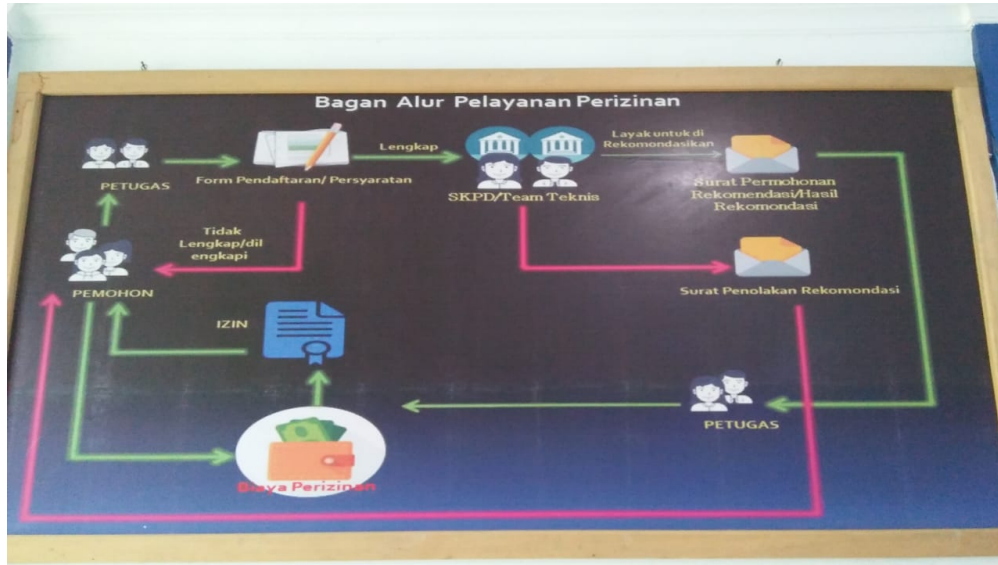 Bagan Alur Pelayanan Perizinan
PETUGAS
Form Pendaftaran/ Persyaratan
Lengkap
SKPD/Team Teknis
Layak untuk di
Rekomondasikan
Surat Permohonan
Rekomendasi/Hasil
Rekomondasi
Tidak
Lengkap/dil
engkapi
PEMOHON
Surat Penolakan Rekomondasi
IZIN
PETUGAS
Biaya Perizinan